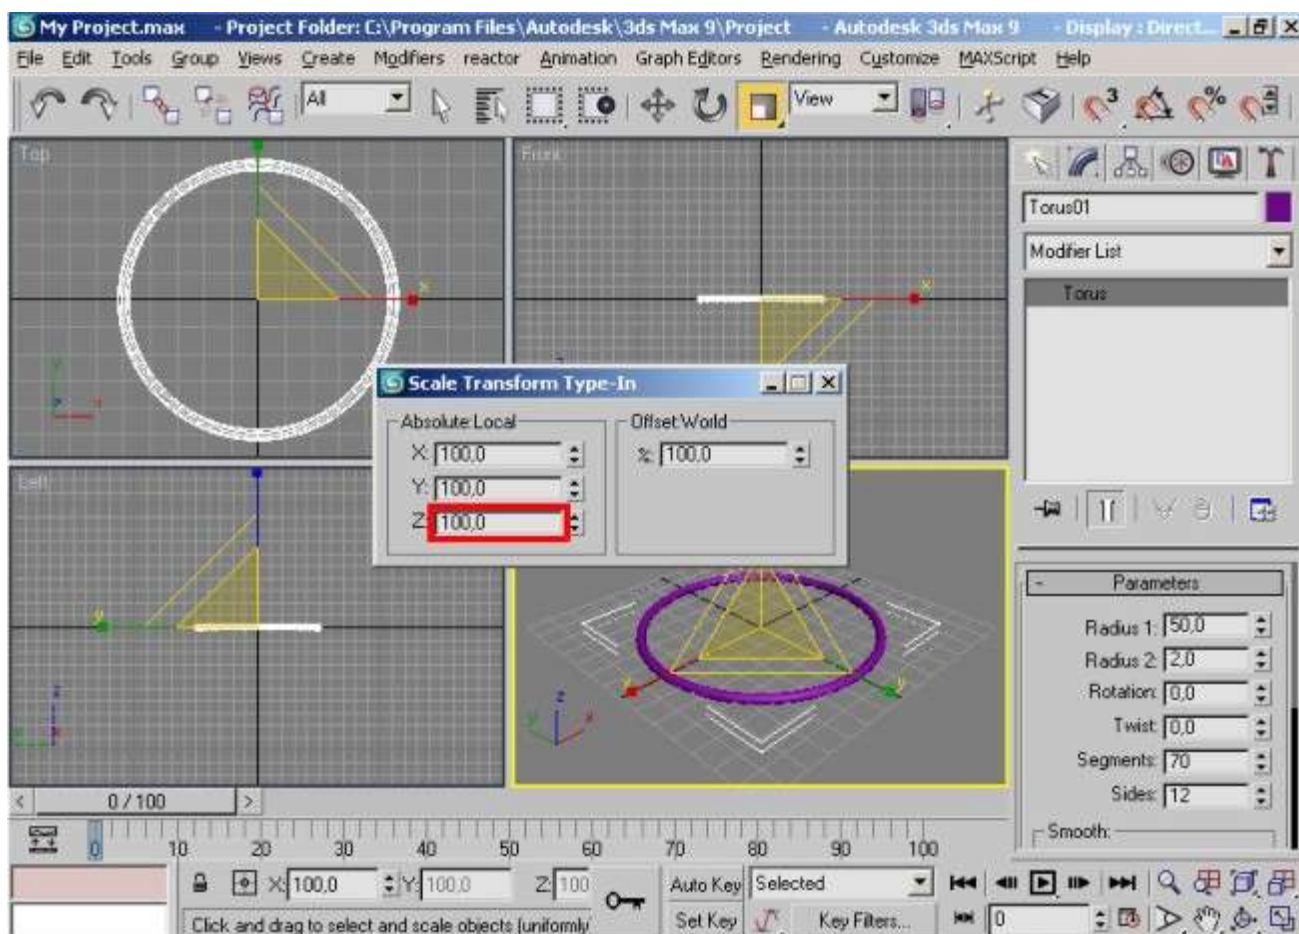 My Project.max - Project Folder: C:\Program Files\Autodesk\3ds Max 9\Project - Autodesk 3ds Max 9 - Display : Direct...
File Edit Tools Group Views Create Modifiers reactor Animation Graph Editors Rendering Customize MAXScript Help
All View 3 %
Top Front
Torus01
Modifier List
Torus
x x
y
z x
Scale Transform Type-In
Absolute:Local Offset:World
X: 100,0 %: 100,0
Y: 100,0
Z: 100,0
Left
- Parameters
Radius 1: 50,0
Radius 2: 2,0
Rotation: 0,0
Twist: 0,0
Segments: 70
Sides: 12
Smooth:
y y
z z
y x
x
< 0 / 100 >
0 10 20 30 40 50 60 70 80 90 100
X: 100,0 Y: 100,0 Z: 100 Auto Key Selected
Click and drag to select and scale objects (uniformly Set Key Key Filters... 0